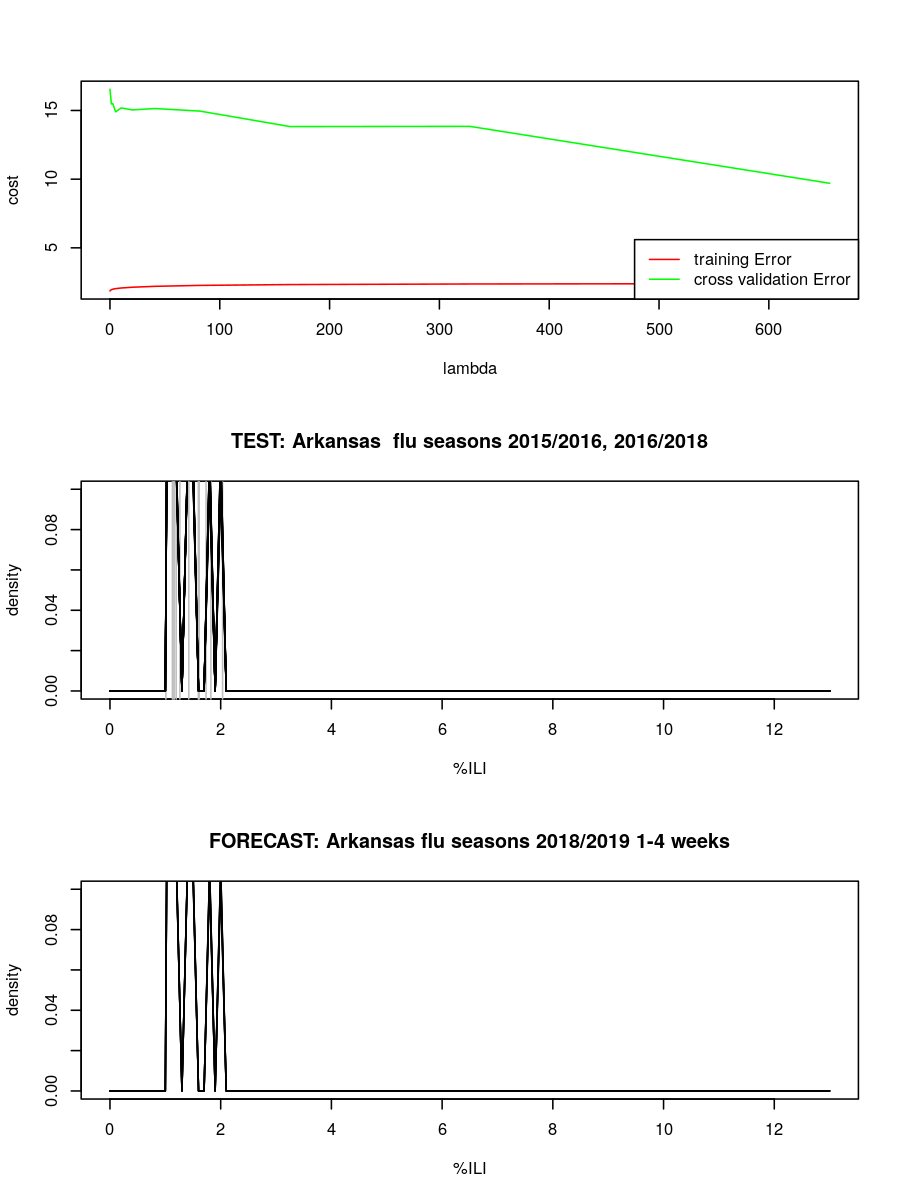 15
10
5
cost
training Error
cross validation Error
0 100 200 300 400 500 600
lambda
TEST: Arkansas  flu seasons 2015/2016, 2016/2018
0.08
0.04
0.00
density
0 2 4 6 8 10 12
%ILI
FORECAST: Arkansas flu seasons 2018/2019 1-4 weeks
0.08
0.04
0.00
density
0 2 4 6 8 10 12
%ILI